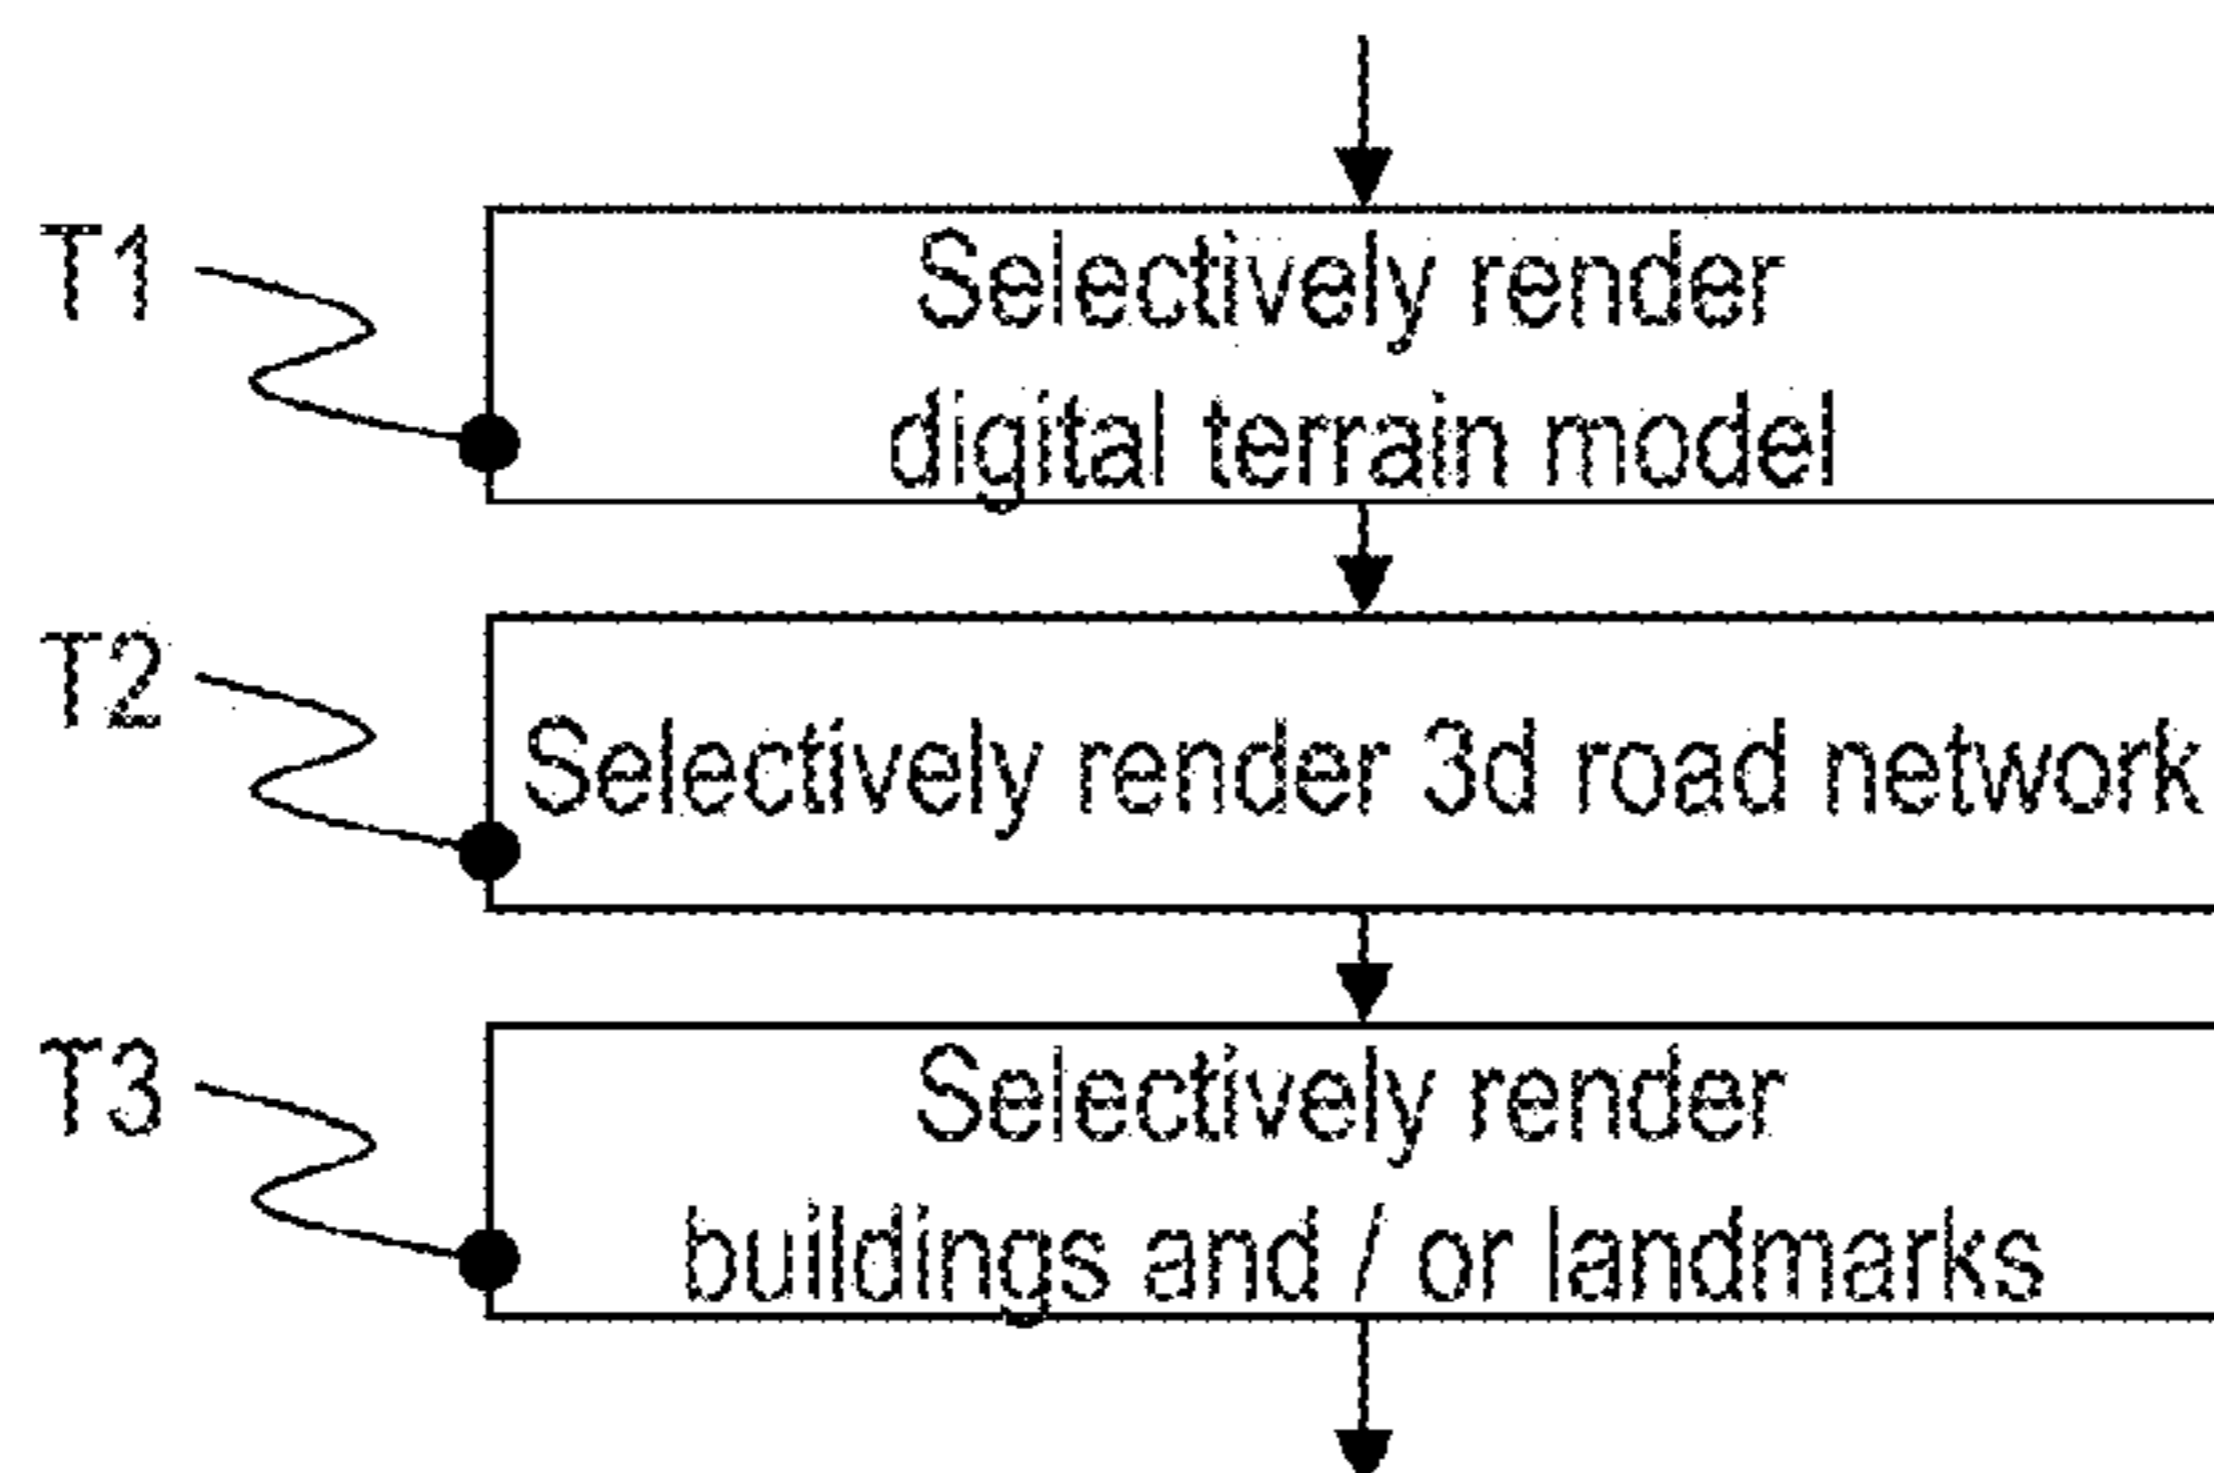 T1
Selectively render
digital terrain model
T2
Selectively render 3d road network
T3
Selectively render
buildings and / or landmarks